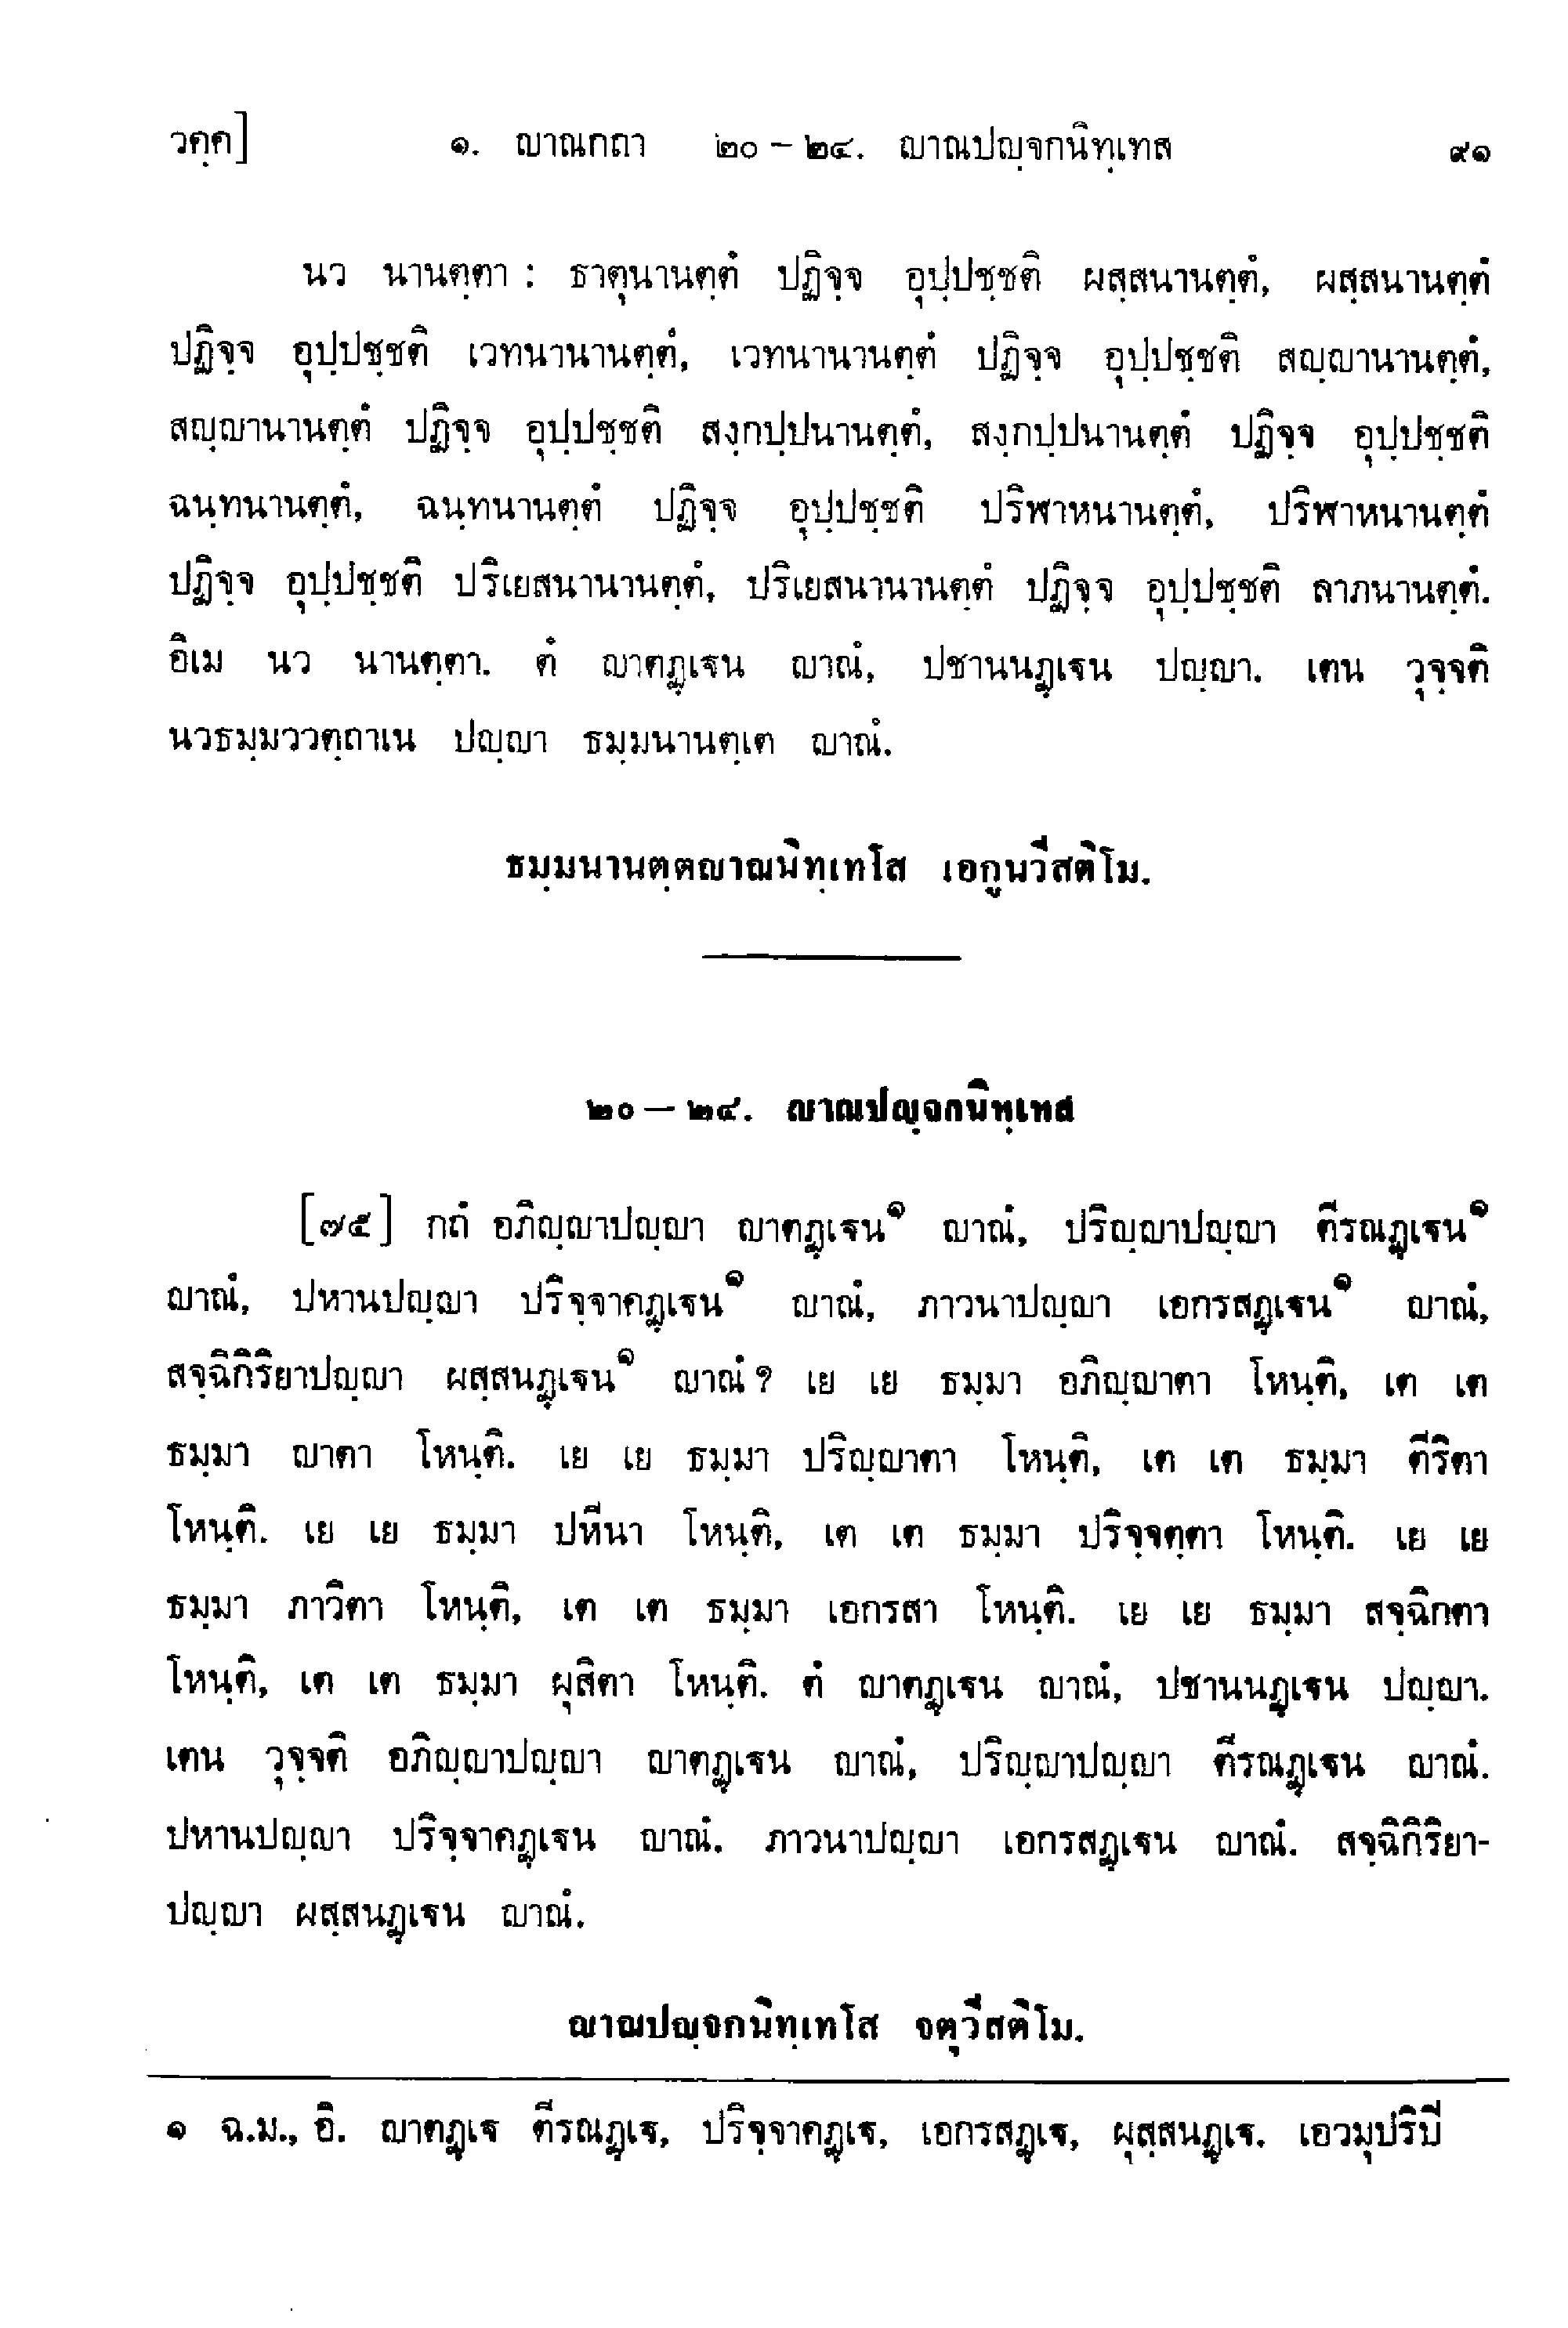 วคฺค] ๑. ญาณกถา ๒๐ – ๒๔. ญาณปญฺจกนิทฺเทส ๙๑
นว นานตฺตา : ธาตุนานตฺตํ ปฏิจฺจ อุปฺปชฺชติ ผสฺสนานตฺตํ, ผสฺสนานตฺตํ
ปฏิจฺจ อุปฺปชฺชติ เวทนานานตฺตํ, เวทนานานตฺตํ ปฏิจฺจ อุปฺปชฺชติ สญฺญานานตฺตํ,
สญฺญานานตฺตํ ปฏิจฺจ อุปฺปชฺชติ สงฺกปฺปนานตฺตํ, สงฺกปฺปนานตฺตํ ปฏิจฺจ อุปฺปชฺชติ
ฉนฺทนานตฺตํ, ฉนฺทนานตฺตํ ปฏิจฺจ อุปฺปชฺชติ ปริฬาหนานตฺตํ, ปริฬาหนานตฺตํ
ปฏิจฺจ อุปฺปชฺชติ ปริเยสนานานตฺตํ, ปริเยสนานานตฺตํ ปฏิจฺจ อุปฺปชฺชติ ลาภนานตฺตํ.
อิเม นว นานตฺตา. ตํ ญาตฏฺเฐน ญาณํ, ปชานนฏฺเฐน ปญฺญา. เตน วุจฺจติ
นวธมฺมววตฺถาเน ปญฺญา ธมฺมนานตฺเต ญาณํ.
ธมฺมนานตฺตญาณนิทฺเทโส เอกูนวีสติโม.
๒๐ – ๒๔. ญาณปญฺจกนิทฺเทส
[๗๕] กถํ อภิญฺญาปญฺญา ญาตฏฺเฐน๑ ญาณํ, ปริญฺญาปญฺญา ตีรณฏฺเฐน๑
ญาณํ, ปหานปญฺญา ปริจฺจาคฏฺเฐน๑ ญาณํ, ภาวนาปญฺญา เอกรสฏฺเฐน๑ ญาณํ,
สจฺฉิกิริยาปญฺญา ผสฺสนฏฺเฐน๑ ญาณํ ? เย เย ธมฺมา อภิญฺญาตา โหนฺติ, เต เต
ธมฺมา ญาตา โหนฺติ. เย เย ธมฺมา ปริญฺญาตา โหนฺติ, เต เต ธมฺมา ตีริตา
โหนฺติ. เย เย ธมฺมา ปหีนา โหนฺติ, เต เต ธมฺมา ปริจฺจตฺตา โหนฺติ. เย เย
ธมฺมา ภาวิตา โหนฺติ, เต เต ธมฺมา เอกรสา โหนฺติ. เย เย ธมฺมา สจฺฉิกตา
โหนฺติ, เต เต ธมฺมา ผุสิตา โหนฺติ. ตํ ญาตฏฺเฐน ญาณํ, ปชานนฏฺเฐน ปญฺญา.
เตน วุจฺจติ อภิญฺญาปญฺญา ญาตฏฺเฐน ญาณํ, ปริญฺญาปญฺญา ตีรณฏฺเฐน ญาณํ.
ปหานปญฺญา ปริจฺจาคฏฺเฐน ญาณํ. ภาวนาปญฺญา เอกรสฏฺเฐน ญาณํ. สจฺฉิกิริยา-
ปญฺญา ผสฺสนฏฺเฐน ญาณํ.
ญาณปญฺจกนิทฺเทโส จตุวีสติโม.
๑ ฉ.ม., อิ. ญาตฏฺเฐ ตีรณฏฺเฐ, ปริจฺจาคฏฺเฐ, เอกรสฏฺเฐ, ผุสฺสนฏฺเฐ. เอวมุปริปี